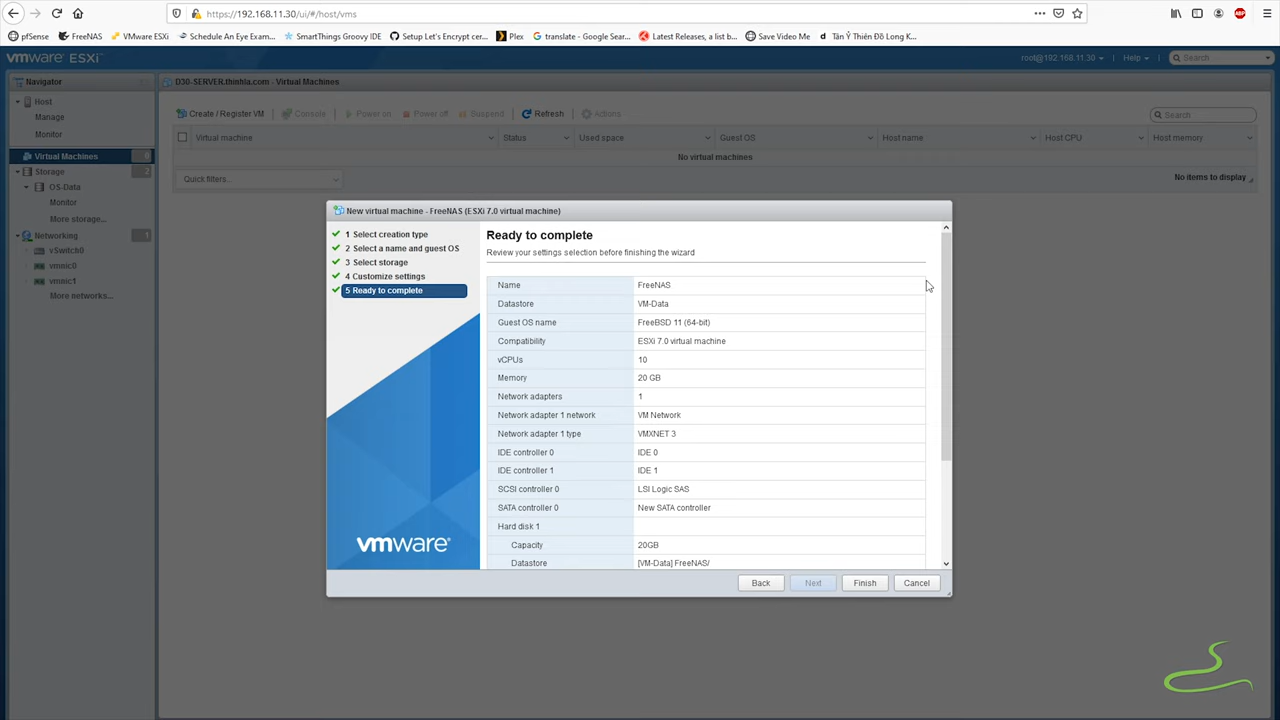 https://192.168.11.30/ui/#/host/vms
pfSense FreeNAS VMware ESXi Schedule An Eye Exam... SmartThings Groovy IDE Setup Let's Encrypt cer... Plex translate - Google Sear... Latest Releases, a list b... Save Video Me Tân Ỷ Thiên Đồ Long K...
vmware ESXi root@192.168.11.30 Help Search
Navigator D30-SERVER.thinhla.com - Virtual Machines
Host
Manage
Monitor
Virtual Machines 0
Storage 2
OS-Data
Monitor
More storage...
Networking 1
vSwitch0
vmnic0
vmnic1
More networks...
Create / Register VM Console Power on Power off Suspend Refresh Actions Search
Virtual machine Status Used space Guest OS Host name Host CPU Host memory
No virtual machines
Quick filters... No items to display
New virtual machine - FreeNAS (ESXi 7.0 virtual machine)
1 Select creation type
2 Select a name and guest OS
3 Select storage
4 Customize settings
5 Ready to complete
vmware
Ready to complete
Review your settings selection before finishing the wizard
Name FreeNAS
Datastore VM-Data
Guest OS name FreeBSD 11 (64-bit)
Compatibility ESXi 7.0 virtual machine
vCPUs 10
Memory 20 GB
Network adapters 1
Network adapter 1 network VM Network
Network adapter 1 type VMXNET 3
IDE controller 0 IDE 0
IDE controller 1 IDE 1
SCSI controller 0 LSI Logic SAS
SATA controller 0 New SATA controller
Hard disk 1
Capacity 20GB
Datastore [VM-Data] FreeNAS/
Back Next Finish Cancel